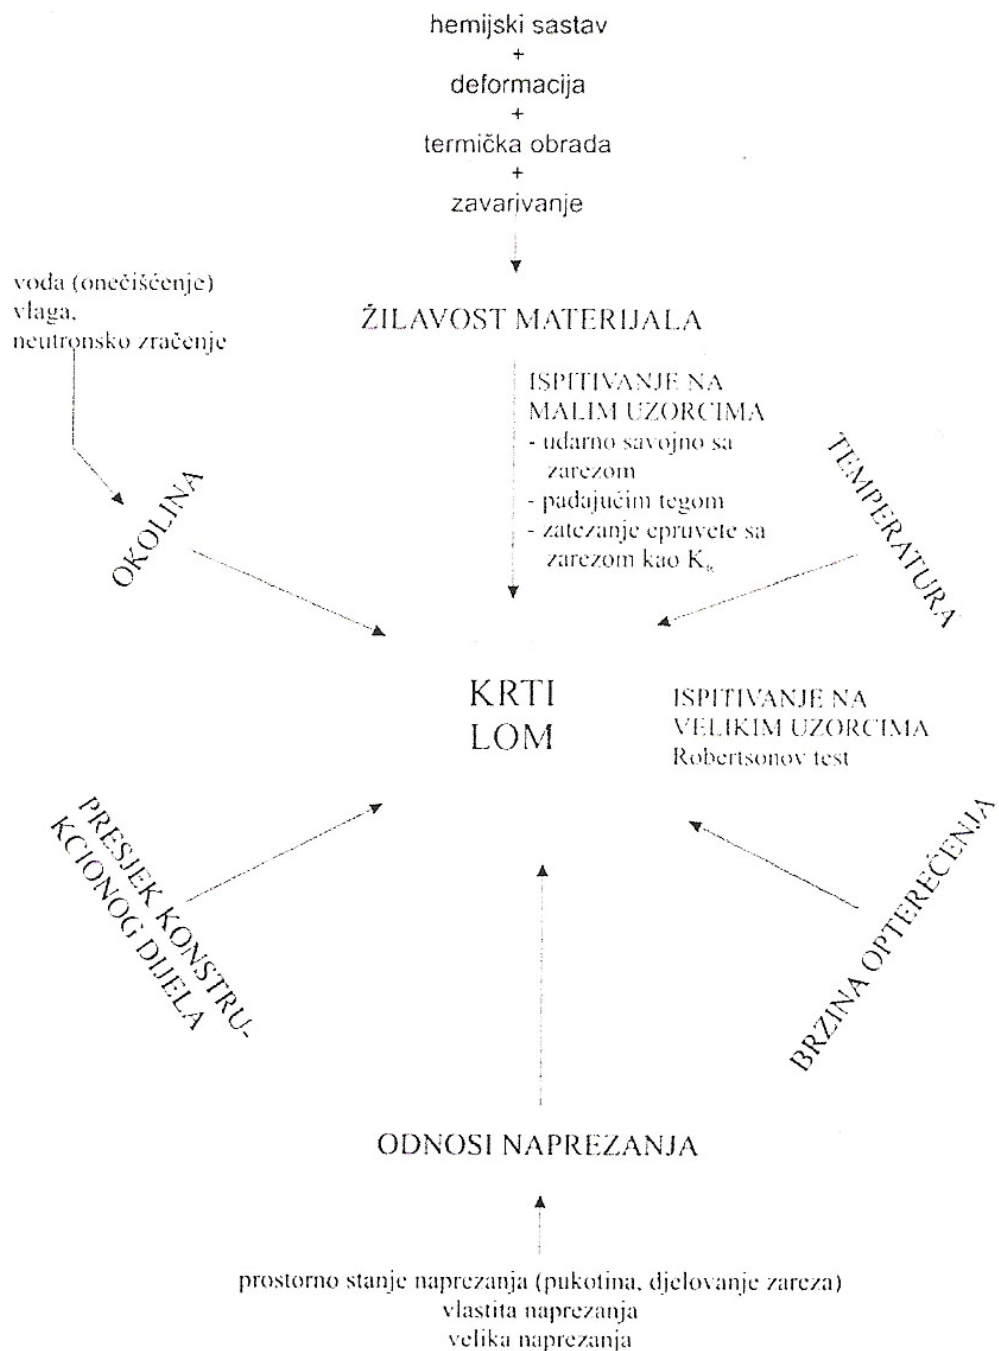 hemijski sastav
+
deformacija
+
termička obrada
+
zavarivanje
voda (onečišćenje)
vlaga,
neutronsko zračenje
ŽILAVOST MATERIJALA
ISPITIVANJE NA
MALIM UZORCIMA
- udarno savojno sa
zarezom
- padajućim tegom
- zatezanje epruvete sa
zarezom kao
OKOLINA
TEMPERATURA
KRTI
LOM
ISPITIVANJE NA
VELIKIM UZORCIMA
Robertsonov test
PRESJEK KONSTRU-
KCIONOG DIJELA
BRZINA OPTEREĆENJA
ODNOSI NAPREZANJA
prostorno stanje naprezanja (pukotina, djelovanje zareza)
vlastita naprezanja
velika naprezanja